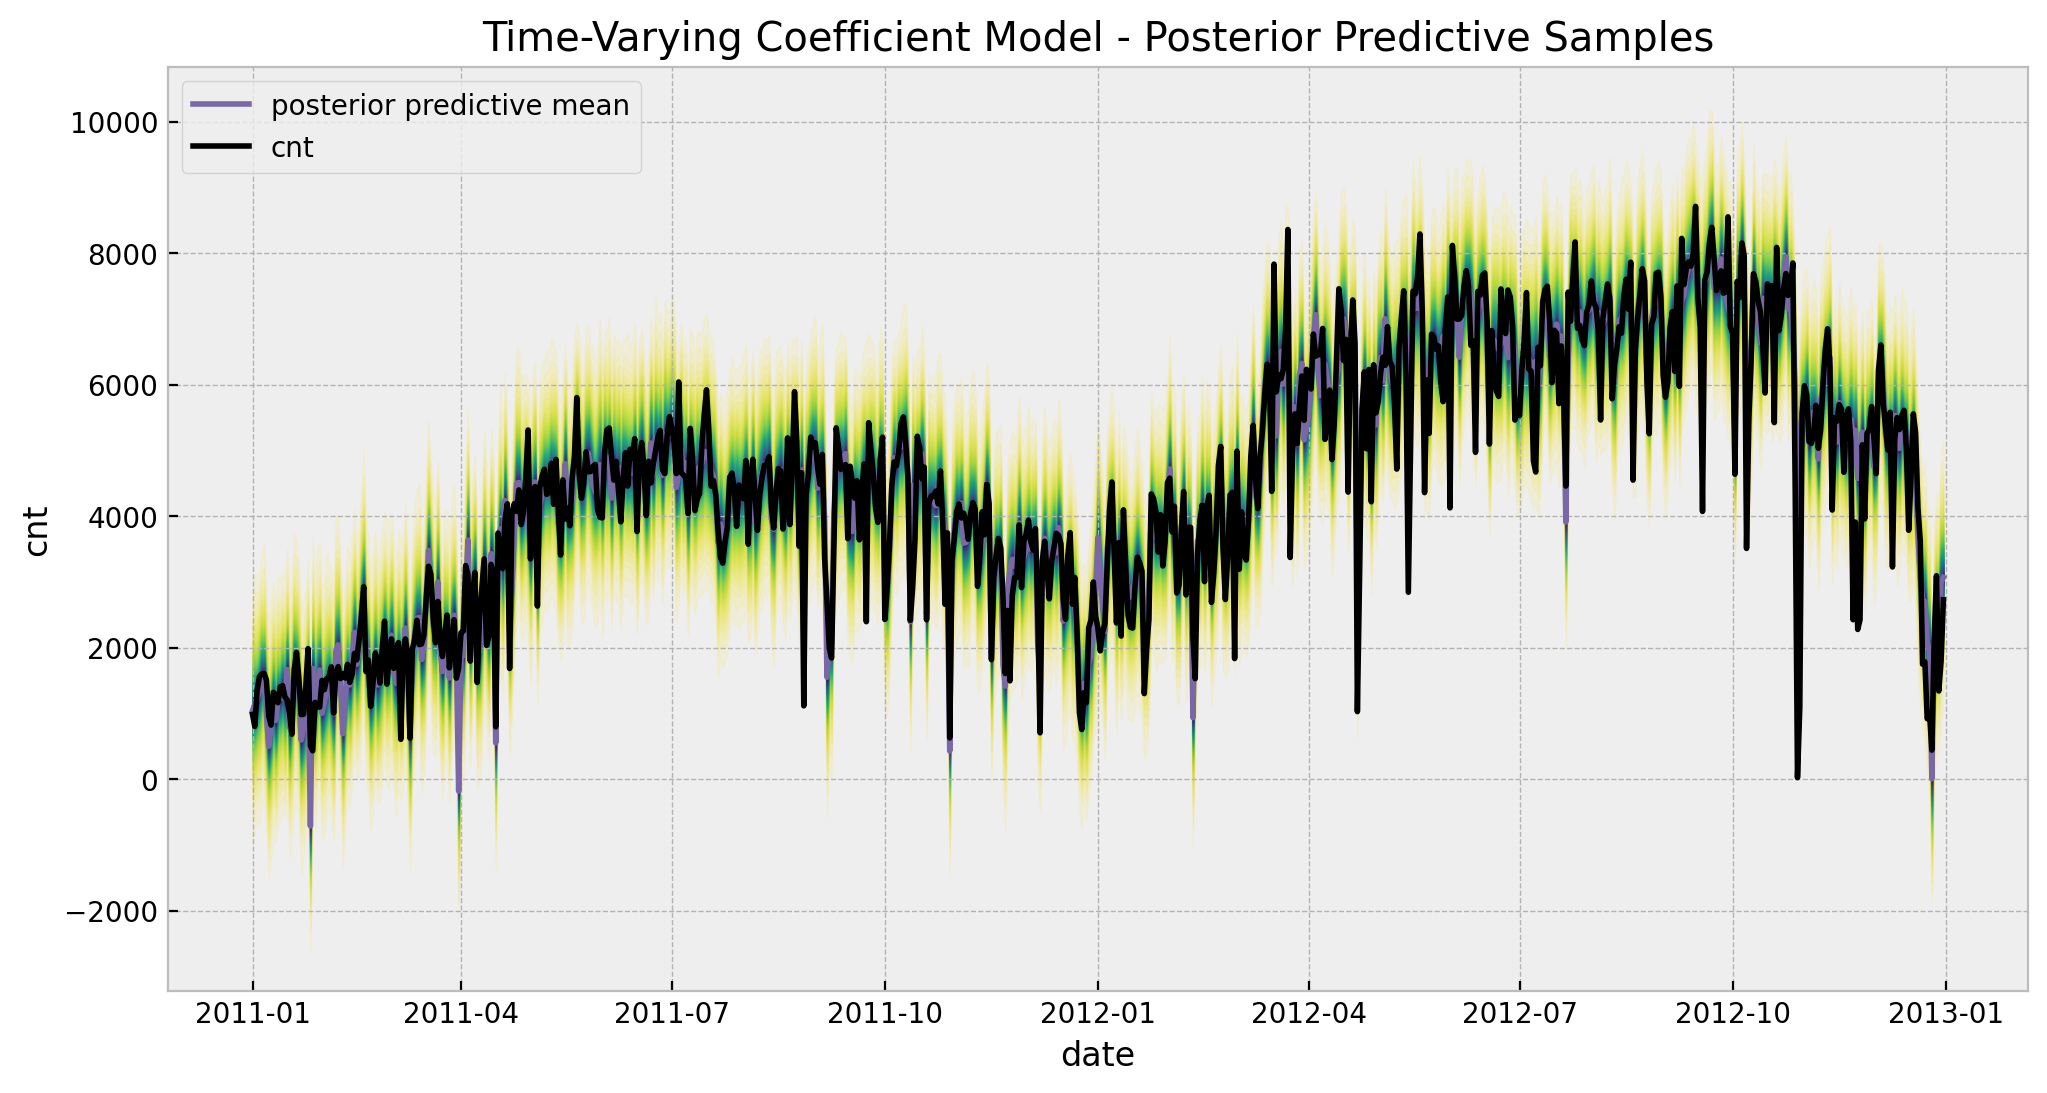 Time-Varying Coefficient Model - Posterior Predictive Samples
posterior predictive mean
cnt
10000
8000
6000
4000
2000
0
−2000
cnt
2011-01 2011-04 2011-07 2011-10 2012-01 2012-04 2012-07 2012-10 2013-01
date